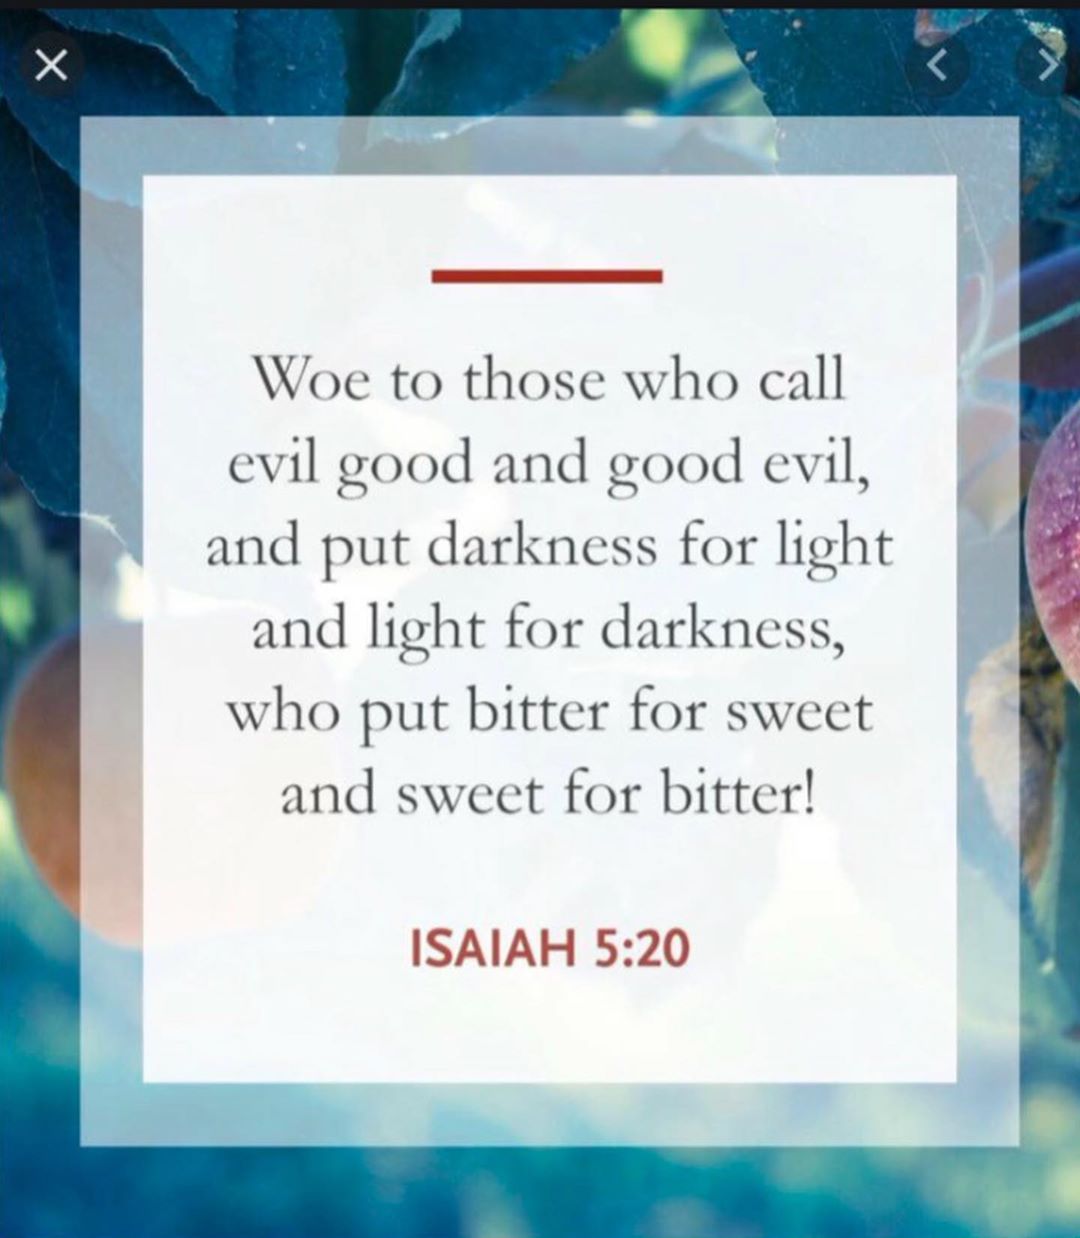 Woe to those who call
evil good and good evil,
and put darkness for light
and light for darkness,
who put bitter for sweet
and sweet for bitter!
ISAIAH 5:20